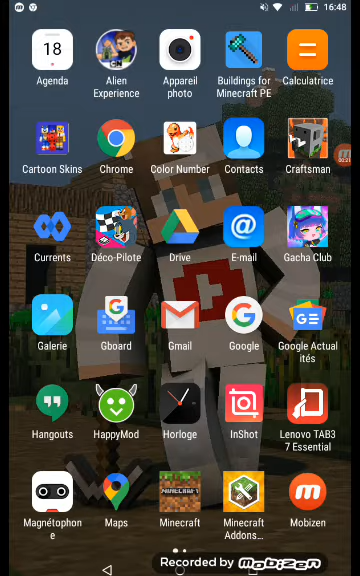 16:48
18
Agenda
Alien
Experience
Appareil
photo
Buildings for
Minecraft PE
Calculatrice
Cartoon Skins
Chrome
Color Number
Contacts
Craftsman
Currents
Déco-Pilote
Drive
E-mail
Gacha Club
Galerie
Gboard
Gmail
Google
Google Actual
ités
Hangouts
HappyMod
Horloge
InShot
Lenovo TAB3
7 Essential
Magnétophon
e
Maps
MINECRAFT
Minecraft
Minecraft
Addons...
Mobizen
Recorded by mobizen